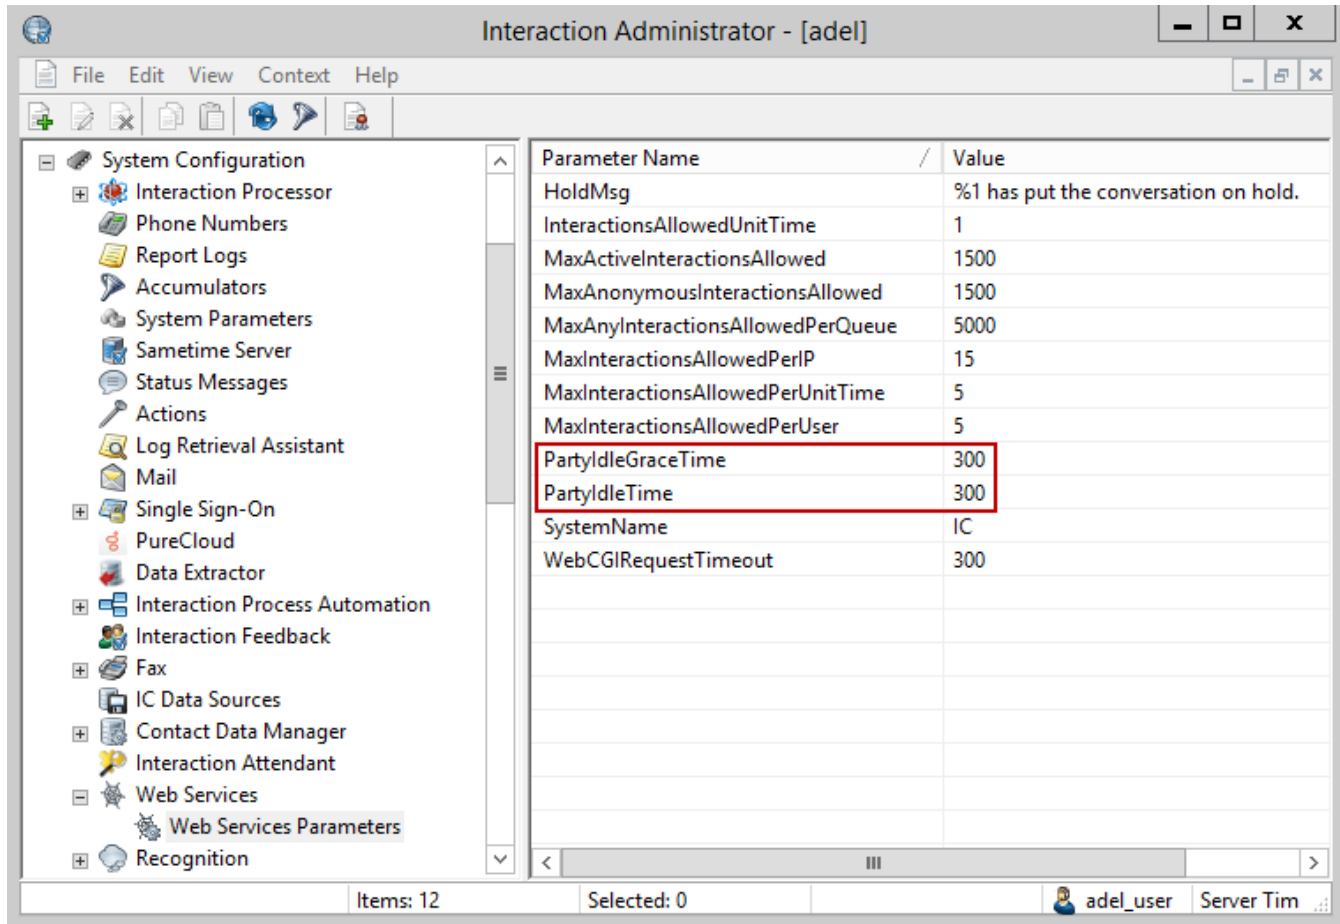 Interaction Administrator - [adel]
File Edit View Context Help
System Configuration
Interaction Processor
Phone Numbers
Report Logs
Accumulators
System Parameters
Sametime Server
Status Messages
Actions
Log Retrieval Assistant
Mail
Single Sign-On
PureCloud
Data Extractor
Interaction Process Automation
Interaction Feedback
Fax
IC Data Sources
Contact Data Manager
Interaction Attendant
Web Services
Web Services Parameters
Recognition
Parameter Name Value
HoldMsg %1 has put the conversation on hold.
InteractionsAllowedUnitTime 1
MaxActiveInteractionsAllowed 1500
MaxAnonymousInteractionsAllowed 1500
MaxAnyInteractionsAllowedPerQueue 5000
MaxInteractionsAllowedPerIP 15
MaxInteractionsAllowedPerUnitTime 5
MaxInteractionsAllowedPerUser 5
PartyIdleGraceTime 300
PartyIdleTime 300
SystemName IC
WebCGIRequestTimeout 300
Items: 12 Selected: 0 adel_user Server Tim